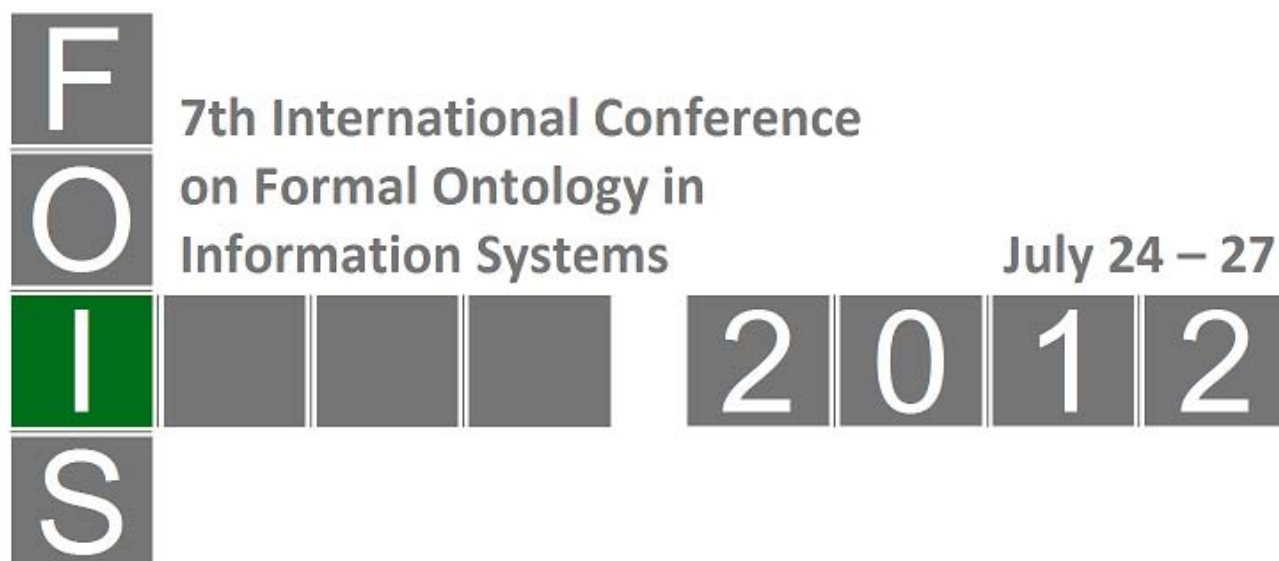 F
7th International Conference
O
on Formal Ontology in
Information Systems
July 24 – 27
I
2012
S